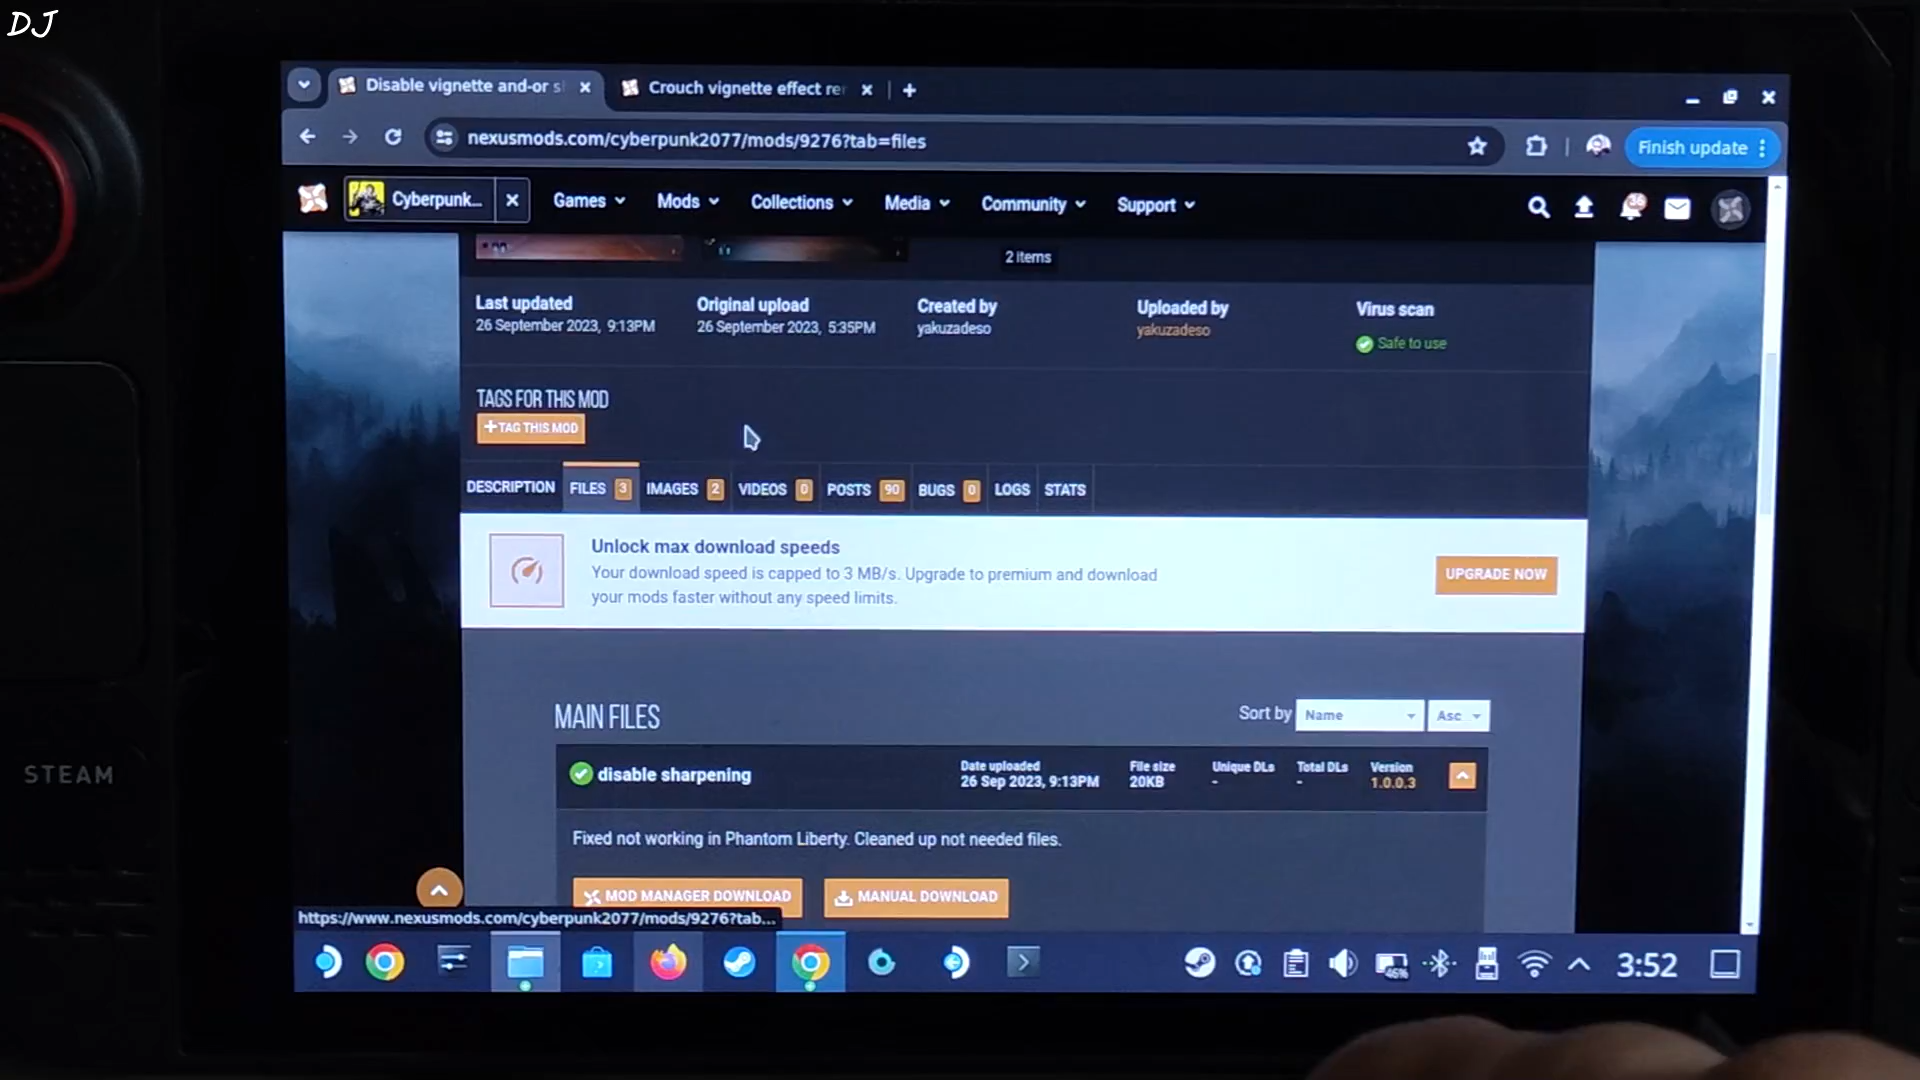 DJ
Disable vignette and-or s
Crouch vignette effect re
nexusmods.com/cyberpunk2077/mods/9276?tab=files
Finish update
Cyberpunk...
Games
Mods
Collections
Media
Community
Support
36
2 items
Last updated
26 September 2023, 9:13PM
Original upload
26 September 2023, 5:35PM
Created by
yakuzadeso
Uploaded by
yakuzadeso
Virus scan
Safe to use
TAGS FOR THIS MOD
+TAG THIS MOD
DESCRIPTION
FILES 3
IMAGES 2
VIDEOS 0
POSTS 90
BUGS 0
LOGS
STATS
Unlock max download speeds
Your download speed is capped to 3 MB/s. Upgrade to premium and download
your mods faster without any speed limits.
UPGRADE NOW
MAIN FILES
Sort by
Name
Asc
disable sharpening
Date uploaded
26 Sep 2023, 9:13PM
File size
20KB
Unique DLs
-
Total DLs
-
Version
1.0.0.3
Fixed not working in Phantom Liberty. Cleaned up not needed files.
MOD MANAGER DOWNLOAD
MANUAL DOWNLOAD
https://www.nexusmods.com/cyberpunk2077/mods/9276?tab...
46%
3:52
STEAM